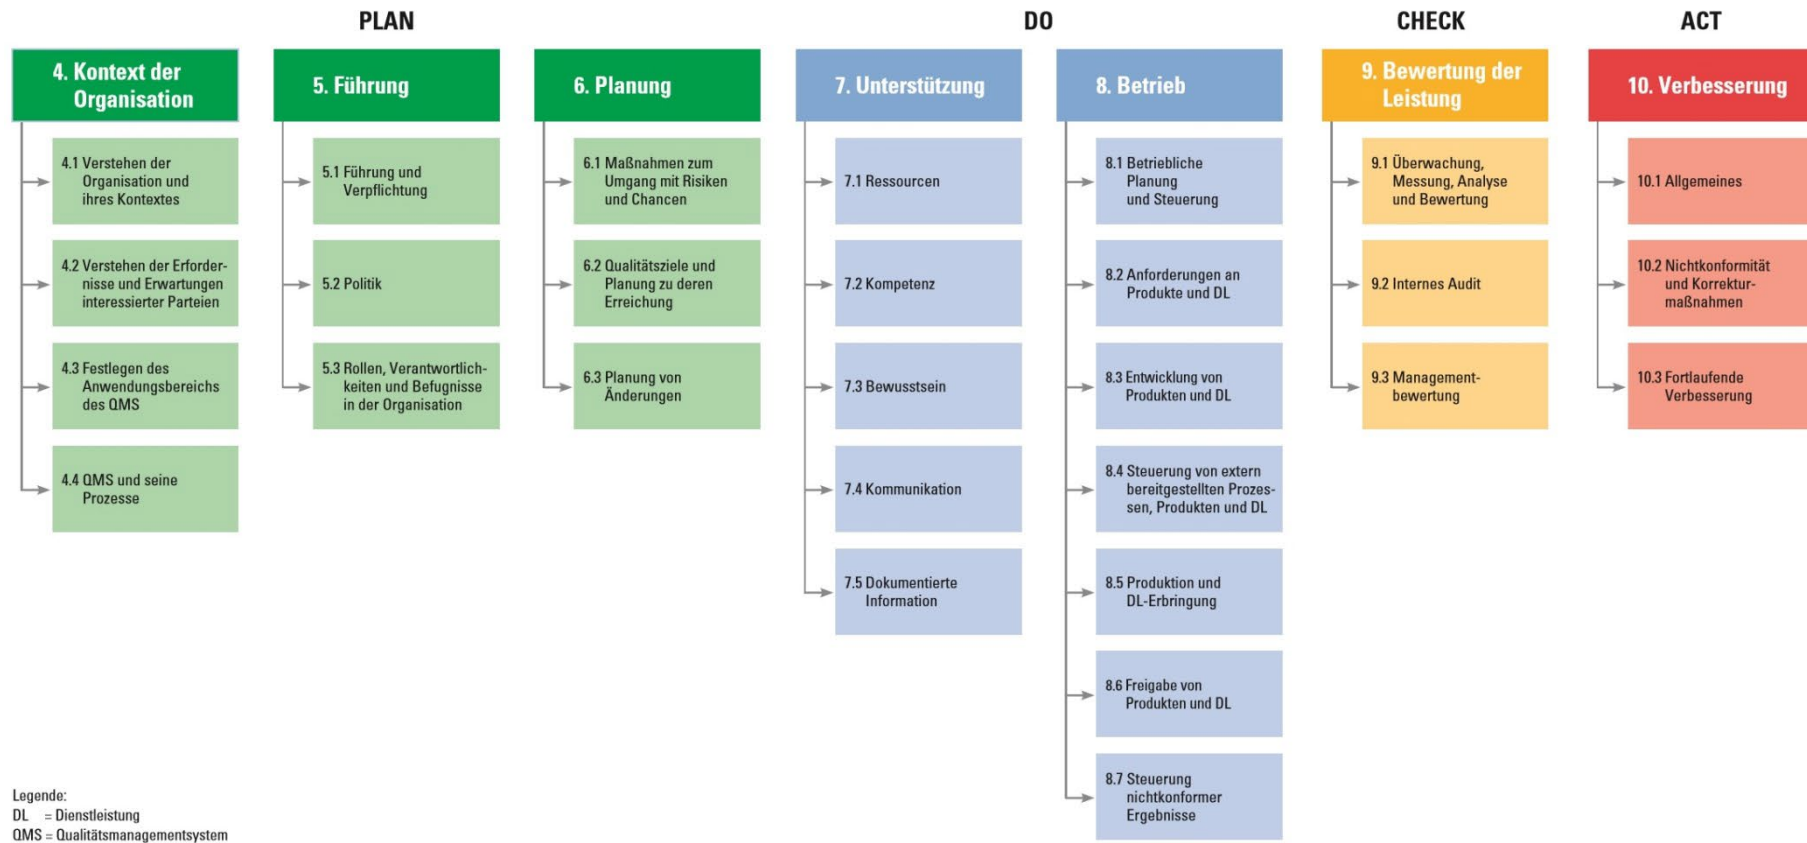 PLAN
DO
CHECK
ACT
4. Kontext der
Organisation
4.1 Verstehen der
Organisation und
ihres Kontextes
4.2 Verstehen der Erforder-
nisse und Erwartungen
interessierter Parteien
4.3 Festlegen des
Anwendungsbereichs
des QMS
4.4 QMS und seine
Prozesse
5. Führung
5.1 Führung und
Verpflichtung
5.2 Politik
5.3 Rollen, Verantwortlich-
keiten und Befugnisse
in der Organisation
6. Planung
6.1 Maßnahmen zum
Umgang mit Risiken
und Chancen
6.2 Qualitätsziele und
Planung zu deren
Erreichung
6.3 Planung von
Änderungen
7. Unterstützung
7.1 Ressourcen
7.2 Kompetenz
7.3 Bewusstsein
7.4 Kommunikation
7.5 Dokumentierte
Information
8. Betrieb
8.1 Betriebliche
Planung
und Steuerung
8.2 Anforderungen an
Produkte und DL
8.3 Entwicklung von
Produkten und DL
8.4 Steuerung von extern
bereitgestellten Prozes-
sen, Produkten und DL
8.5 Produktion und
DL-Erbringung
8.6 Freigabe von
Produkten und DL
8.7 Steuerung
nichtkonformer
Ergebnisse
9. Bewertung der
Leistung
9.1 Überwachung,
Messung, Analyse
und Bewertung
9.2 Internes Audit
9.3 Management-
bewertung
10. Verbesserung
10.1 Allgemeines
10.2 Nichtkonformität
und Korrektur-
maßnahmen
10.3 Fortlaufende
Verbesserung
Legende:
DL = Dienstleistung
QMS = Qualitätsmanagementsystem